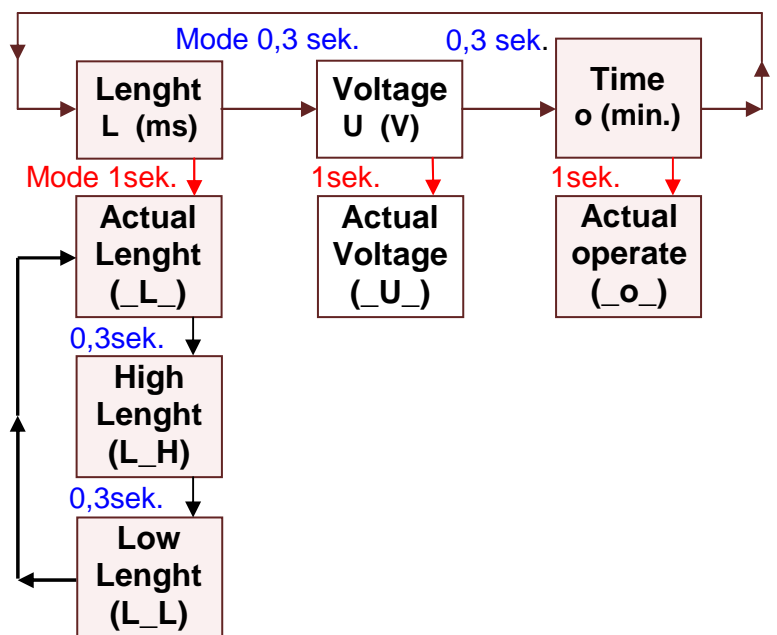 Mode 0,3 sek.
0,3 sek.
Lenght
L (ms)
Voltage
U (V)
Time
o (min.)
Mode 1sek.
1sek.
1sek.
Actual
Lenght
(_L_)
Actual
Voltage
(_U_)
Actual
operate
(_o_)
0,3sek.
High
Lenght
(L_H)
0,3sek.
Low
Lenght
(L_L)